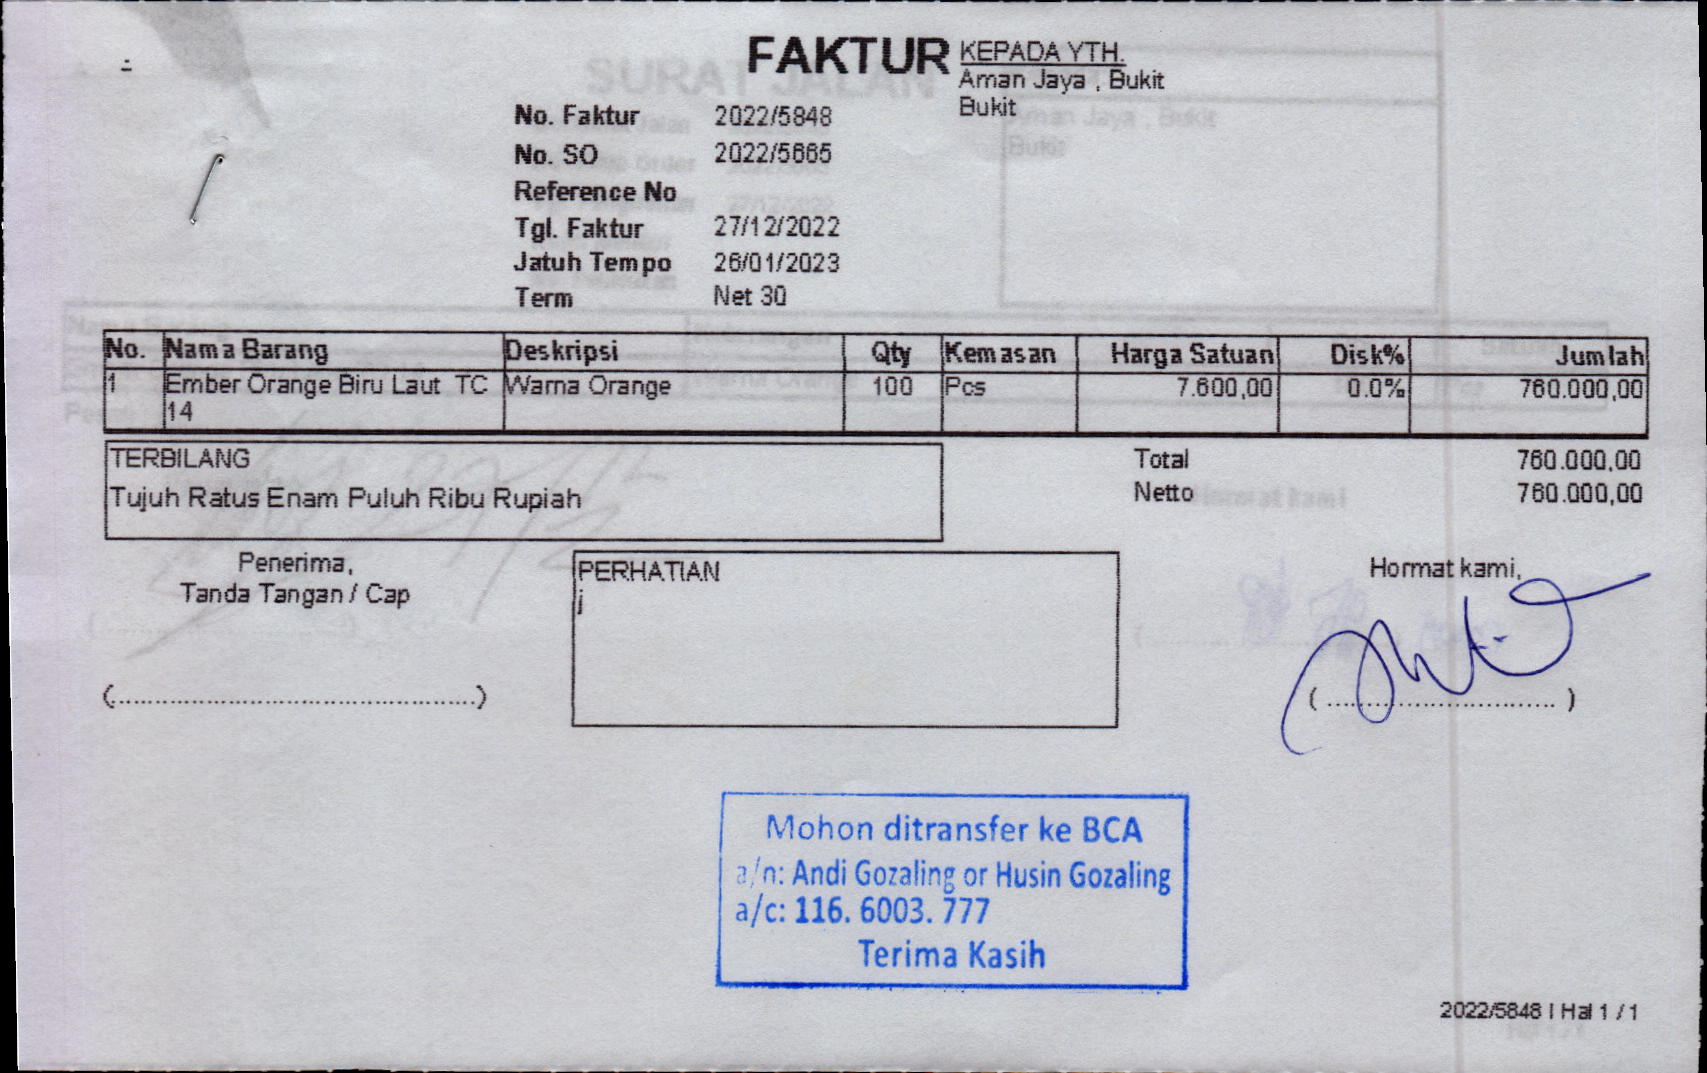 FAKTUR
KEPADA YTH.
Aman Jaya , Bukit
Bukit
No. Faktur 2022/5848
No. SO 2022/5665
Reference No
Tgl. Faktur 27/12/2022
Jatuh Tempo 26/01/2023
Term Net 30
No. Nama Barang Deskripsi Qty Kemasan Harga Satuan Disk% Jumlah
1 Ember Orange Biru Laut TC Warna Orange 100 Pcs 7.600,00 0.0% 760.000,00
14
TERBILANG
Tujuh Ratus Enam Puluh Ribu Rupiah
Total 760.000,00
Netto 760.000,00
Penerima,
Tanda Tangan / Cap
(..................................................)
PERHATIAN
j
Hormat kami,
( ................................ )
Mohon ditransfer ke BCA
a/n: Andi Gozaling or Husin Gozaling
a/c: 116. 6003. 777
Terima Kasih
2022/5848 | Hal 1 / 1